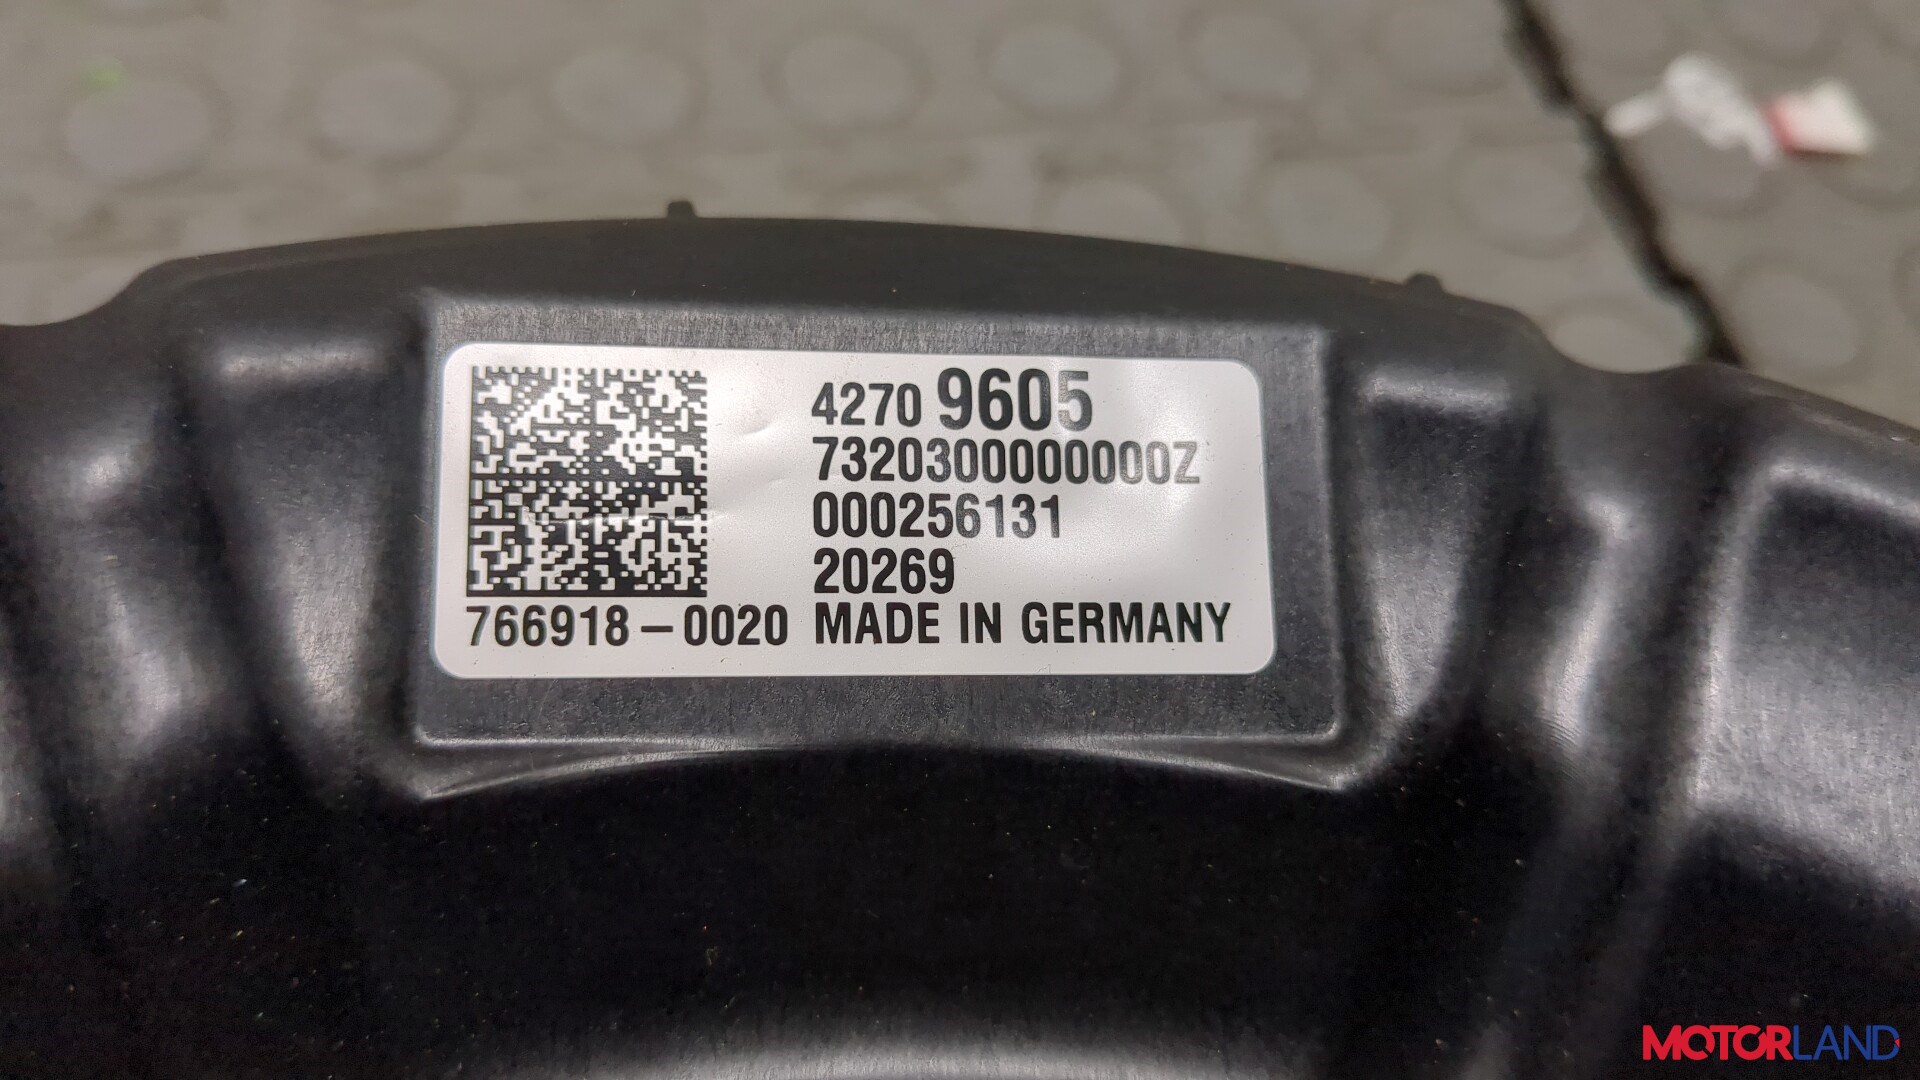 4270 9605
7320300000000Z
000256131
20269
766918-0020 MADE IN GERMANY
MOTORLAND